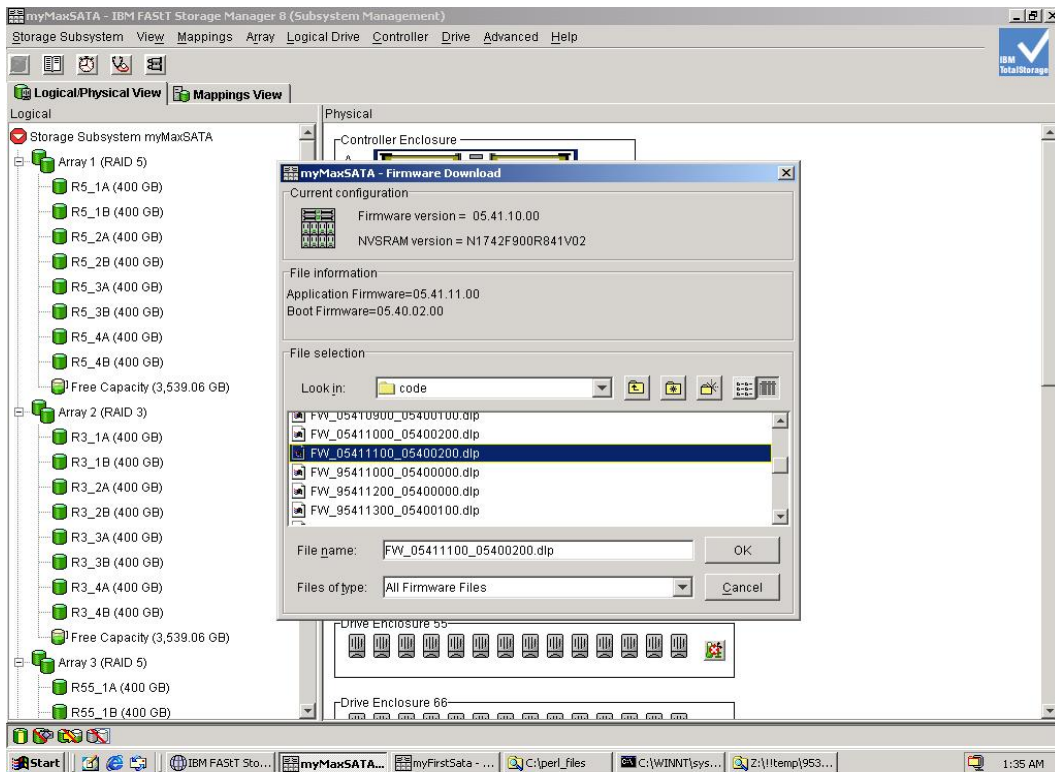 myMaxSATA - IBM FAStT Storage Manager 8 (Subsystem Management)
Storage Subsystem View Mappings Array Logical Drive Controller Drive Advanced Help
IBM
TotalStorage
Logical/Physical View Mappings View
Logical
Storage Subsystem myMaxSATA
Array 1 (RAID 5)
R5_1A (400 GB)
R5_1B (400 GB)
R5_2A (400 GB)
R5_2B (400 GB)
R5_3A (400 GB)
R5_3B (400 GB)
R5_4A (400 GB)
R5_4B (400 GB)
Free Capacity (3,539.06 GB)
Array 2 (RAID 3)
R3_1A (400 GB)
R3_1B (400 GB)
R3_2A (400 GB)
R3_2B (400 GB)
R3_3A (400 GB)
R3_3B (400 GB)
R3_4A (400 GB)
R3_4B (400 GB)
Free Capacity (3,539.06 GB)
Array 3 (RAID 5)
R55_1A (400 GB)
R55_1B (400 GB)
Physical
Controller Enclosure
A
myMaxSATA - Firmware Download
Current configuration
Firmware version = 05.41.10.00
NVSRAM version = N1742F900R841V02
File information
Application Firmware=05.41.11.00
Boot Firmware=05.40.02.00
File selection
Look in: code
FW_05410900_05400100.dlp
FW_05411000_05400200.dlp
FW_05411100_05400200.dlp
FW_95411000_05400000.dlp
FW_95411200_05400000.dlp
FW_95411300_05400100.dlp
File name: FW_05411100_05400200.dlp OK
Files of type: All Firmware Files Cancel
Drive Enclosure 55
Drive Enclosure 66
Start IBM FAStT Sto... myMaxSATA... myFirstSata - ... C:\perl_files C:\WINNT\sys... Z:\!!temp\953... 1:35 AM